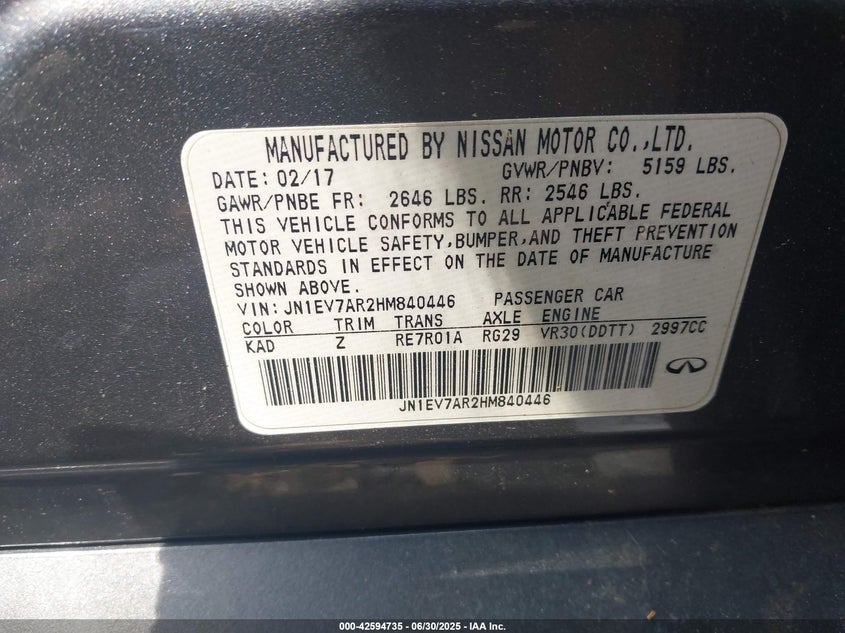 MANUFACTURED BY NISSAN MOTOR CO.,LTD.
DATE: 02/17 GVWR/PNBV: 5159 LBS.
GAWR/PNBE FR: 2646 LBS. RR: 2546 LBS.
THIS VEHICLE CONFORMS TO ALL APPLICABLE FEDERAL
MOTOR VEHICLE SAFETY,BUMPER,AND THEFT PREVENTION
STANDARDS IN EFFECT ON THE DATE OF MANUFACTURE
SHOWN ABOVE.
VIN:JN1EV7AR2HM840446 PASSENGER CAR
COLOR TRIM TRANS AXLE ENGINE
KAD Z RE7R01A RG29 VR30(DDTT) 2997CC
JN1EV7AR2HM840446
000-42594735 - 06/30/2025 - IAA Inc.